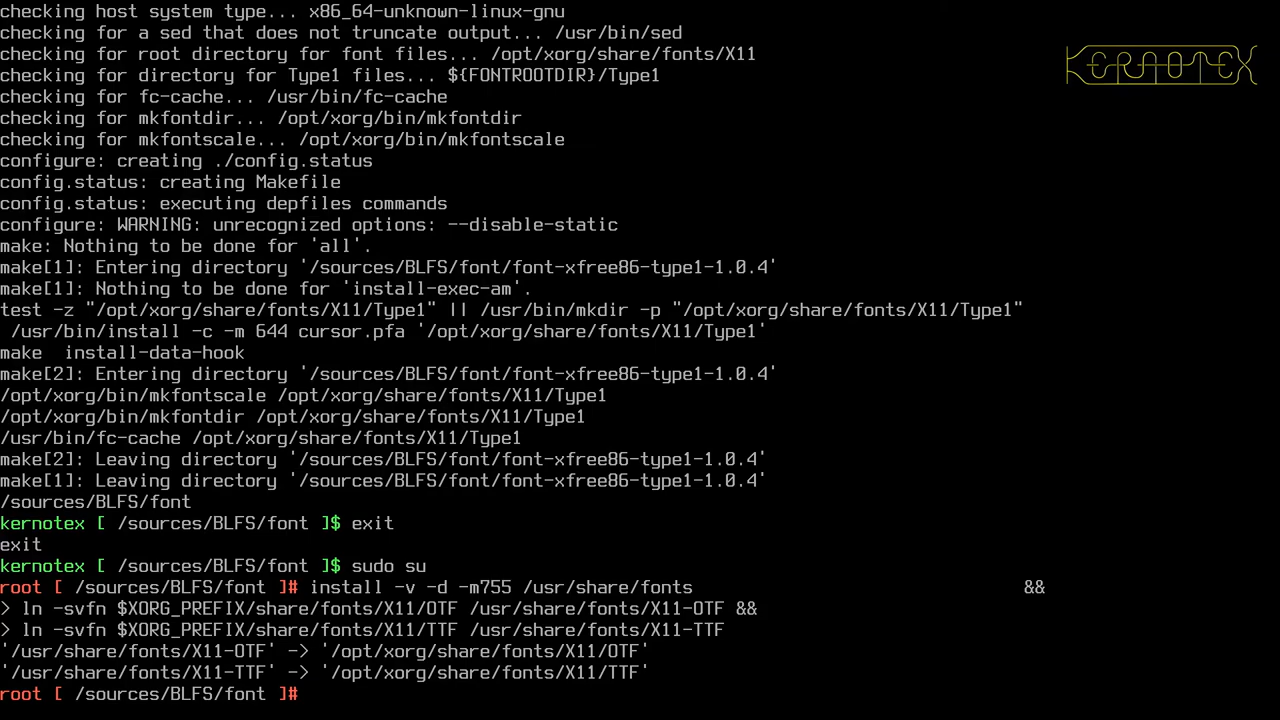 checking host system type... x86_64-unknown-linux-gnu
checking for a sed that does not truncate output... /usr/bin/sed
checking for root directory for font files... /opt/xorg/share/fonts/X11
checking for directory for Type1 files... ${FONTROOTDIR}/Type1
checking for fc-cache... /usr/bin/fc-cache
checking for mkfontdir... /opt/xorg/bin/mkfontdir
checking for mkfontscale... /opt/xorg/bin/mkfontscale
configure: creating ./config.status
config.status: creating Makefile
config.status: executing depfiles commands
configure: WARNING: unrecognized options: --disable-static
make: Nothing to be done for 'all'.
make[1]: Entering directory '/sources/BLFS/font/font-xfree86-type1-1.0.4'
make[1]: Nothing to be done for 'install-exec-am'.
test -z "/opt/xorg/share/fonts/X11/Type1" || /usr/bin/mkdir -p "/opt/xorg/share/fonts/X11/Type1"
 /usr/bin/install -c -m 644 cursor.pfa '/opt/xorg/share/fonts/X11/Type1'
make  install-data-hook
make[2]: Entering directory '/sources/BLFS/font/font-xfree86-type1-1.0.4'
/opt/xorg/bin/mkfontscale /opt/xorg/share/fonts/X11/Type1
/opt/xorg/bin/mkfontdir /opt/xorg/share/fonts/X11/Type1
/usr/bin/fc-cache /opt/xorg/share/fonts/X11/Type1
make[2]: Leaving directory '/sources/BLFS/font/font-xfree86-type1-1.0.4'
make[1]: Leaving directory '/sources/BLFS/font/font-xfree86-type1-1.0.4'
/sources/BLFS/font
kernotex [ /sources/BLFS/font ]$ exit
exit
kernotex [ /sources/BLFS/font ]$ sudo su
root [ /sources/BLFS/font ]# install -v -d -m755 /usr/share/fonts                               &&
> ln -svfn $XORG_PREFIX/share/fonts/X11/OTF /usr/share/fonts/X11-OTF &&
> ln -svfn $XORG_PREFIX/share/fonts/X11/TTF /usr/share/fonts/X11-TTF
'/usr/share/fonts/X11-OTF' -> '/opt/xorg/share/fonts/X11/OTF'
'/usr/share/fonts/X11-TTF' -> '/opt/xorg/share/fonts/X11/TTF'
root [ /sources/BLFS/font ]#
KERNOTEX